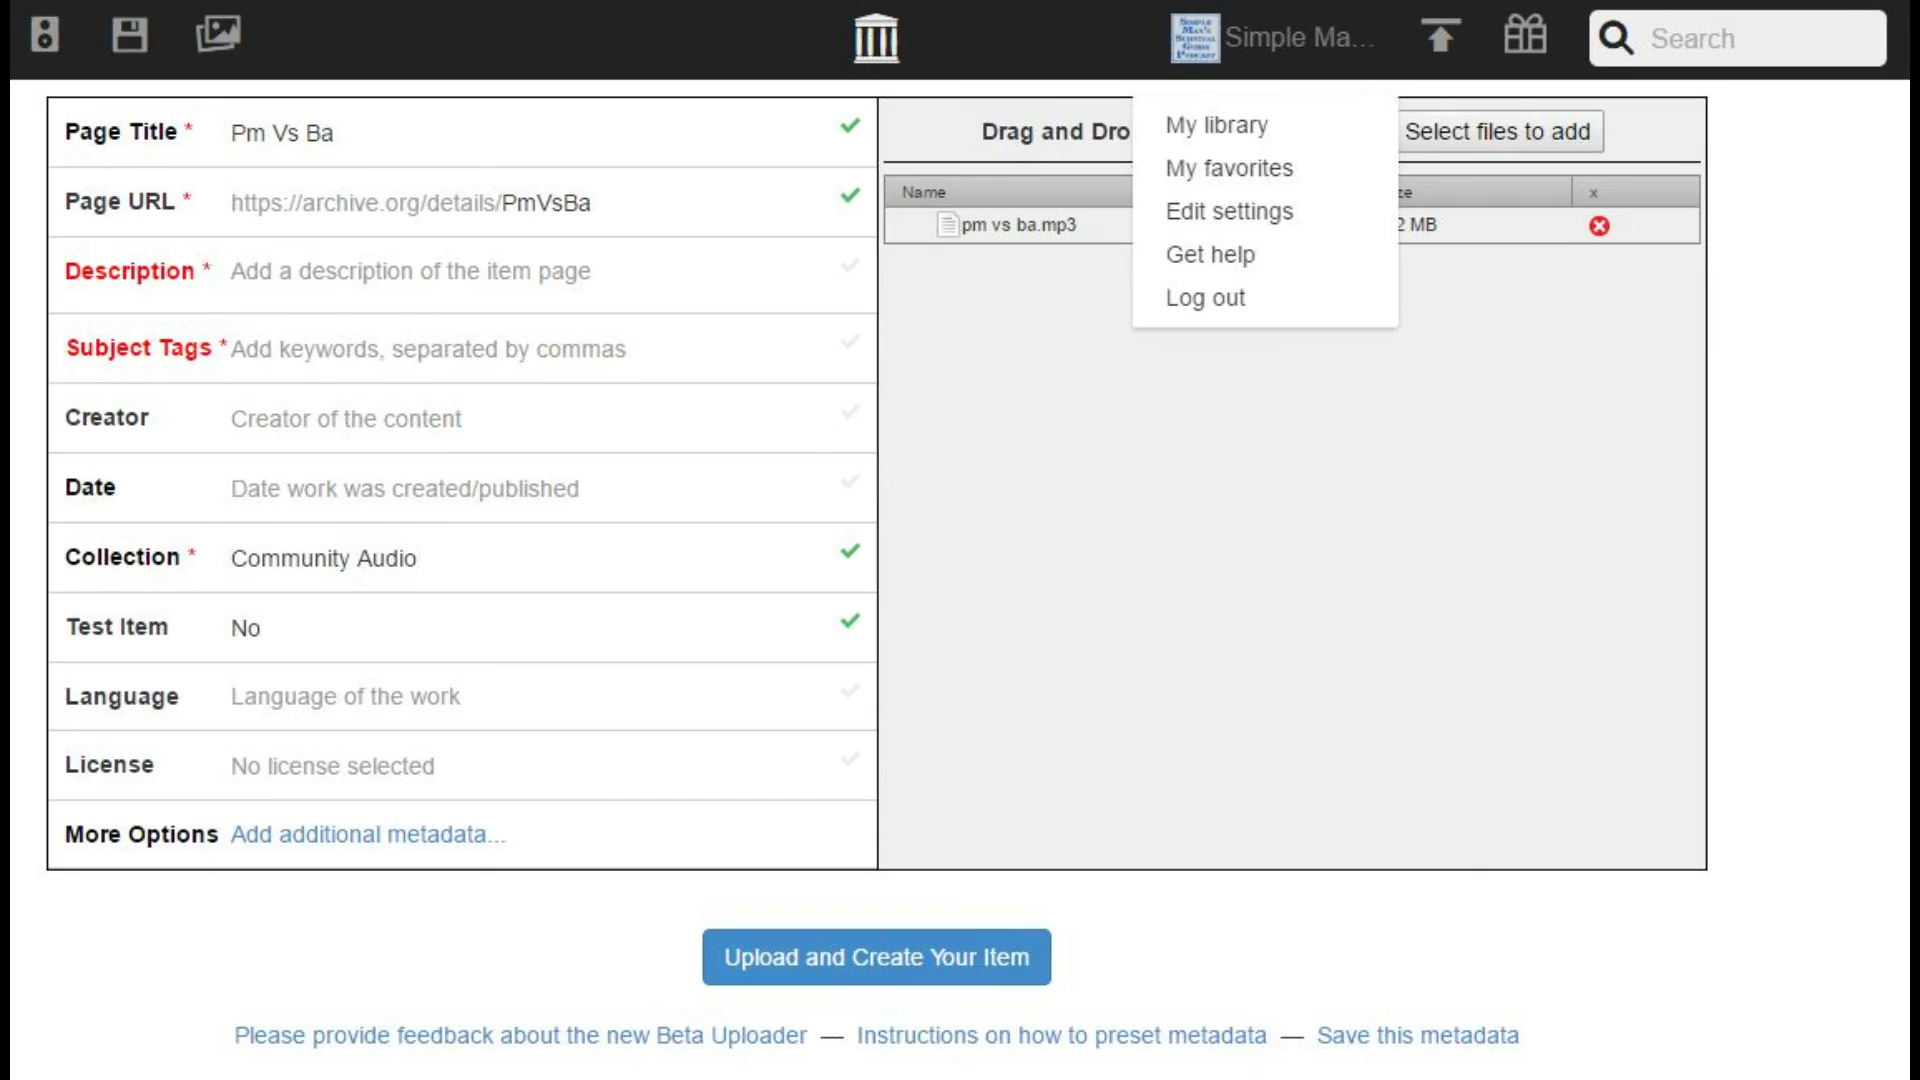 SIMPLE
MAN'S
SURVIVAL
GUIDE
PODCAST
Simple Ma...
Search
Page Title *
Pm Vs Ba
Page URL *
https://archive.org/details/PmVsBa
Description *
Add a description of the item page
Subject Tags *
Add keywords, separated by commas
Creator
Creator of the content
Date
Date work was created/published
Collection *
Community Audio
Test Item
No
Language
Language of the work
License
No license selected
More Options
Add additional metadata...
Drag and Dro
Select files to add
Name
ze
x
pm vs ba.mp3
2 MB
My library
My favorites
Edit settings
Get help
Log out
Upload and Create Your Item
Please provide feedback about the new Beta Uploader — Instructions on how to preset metadata — Save this metadata